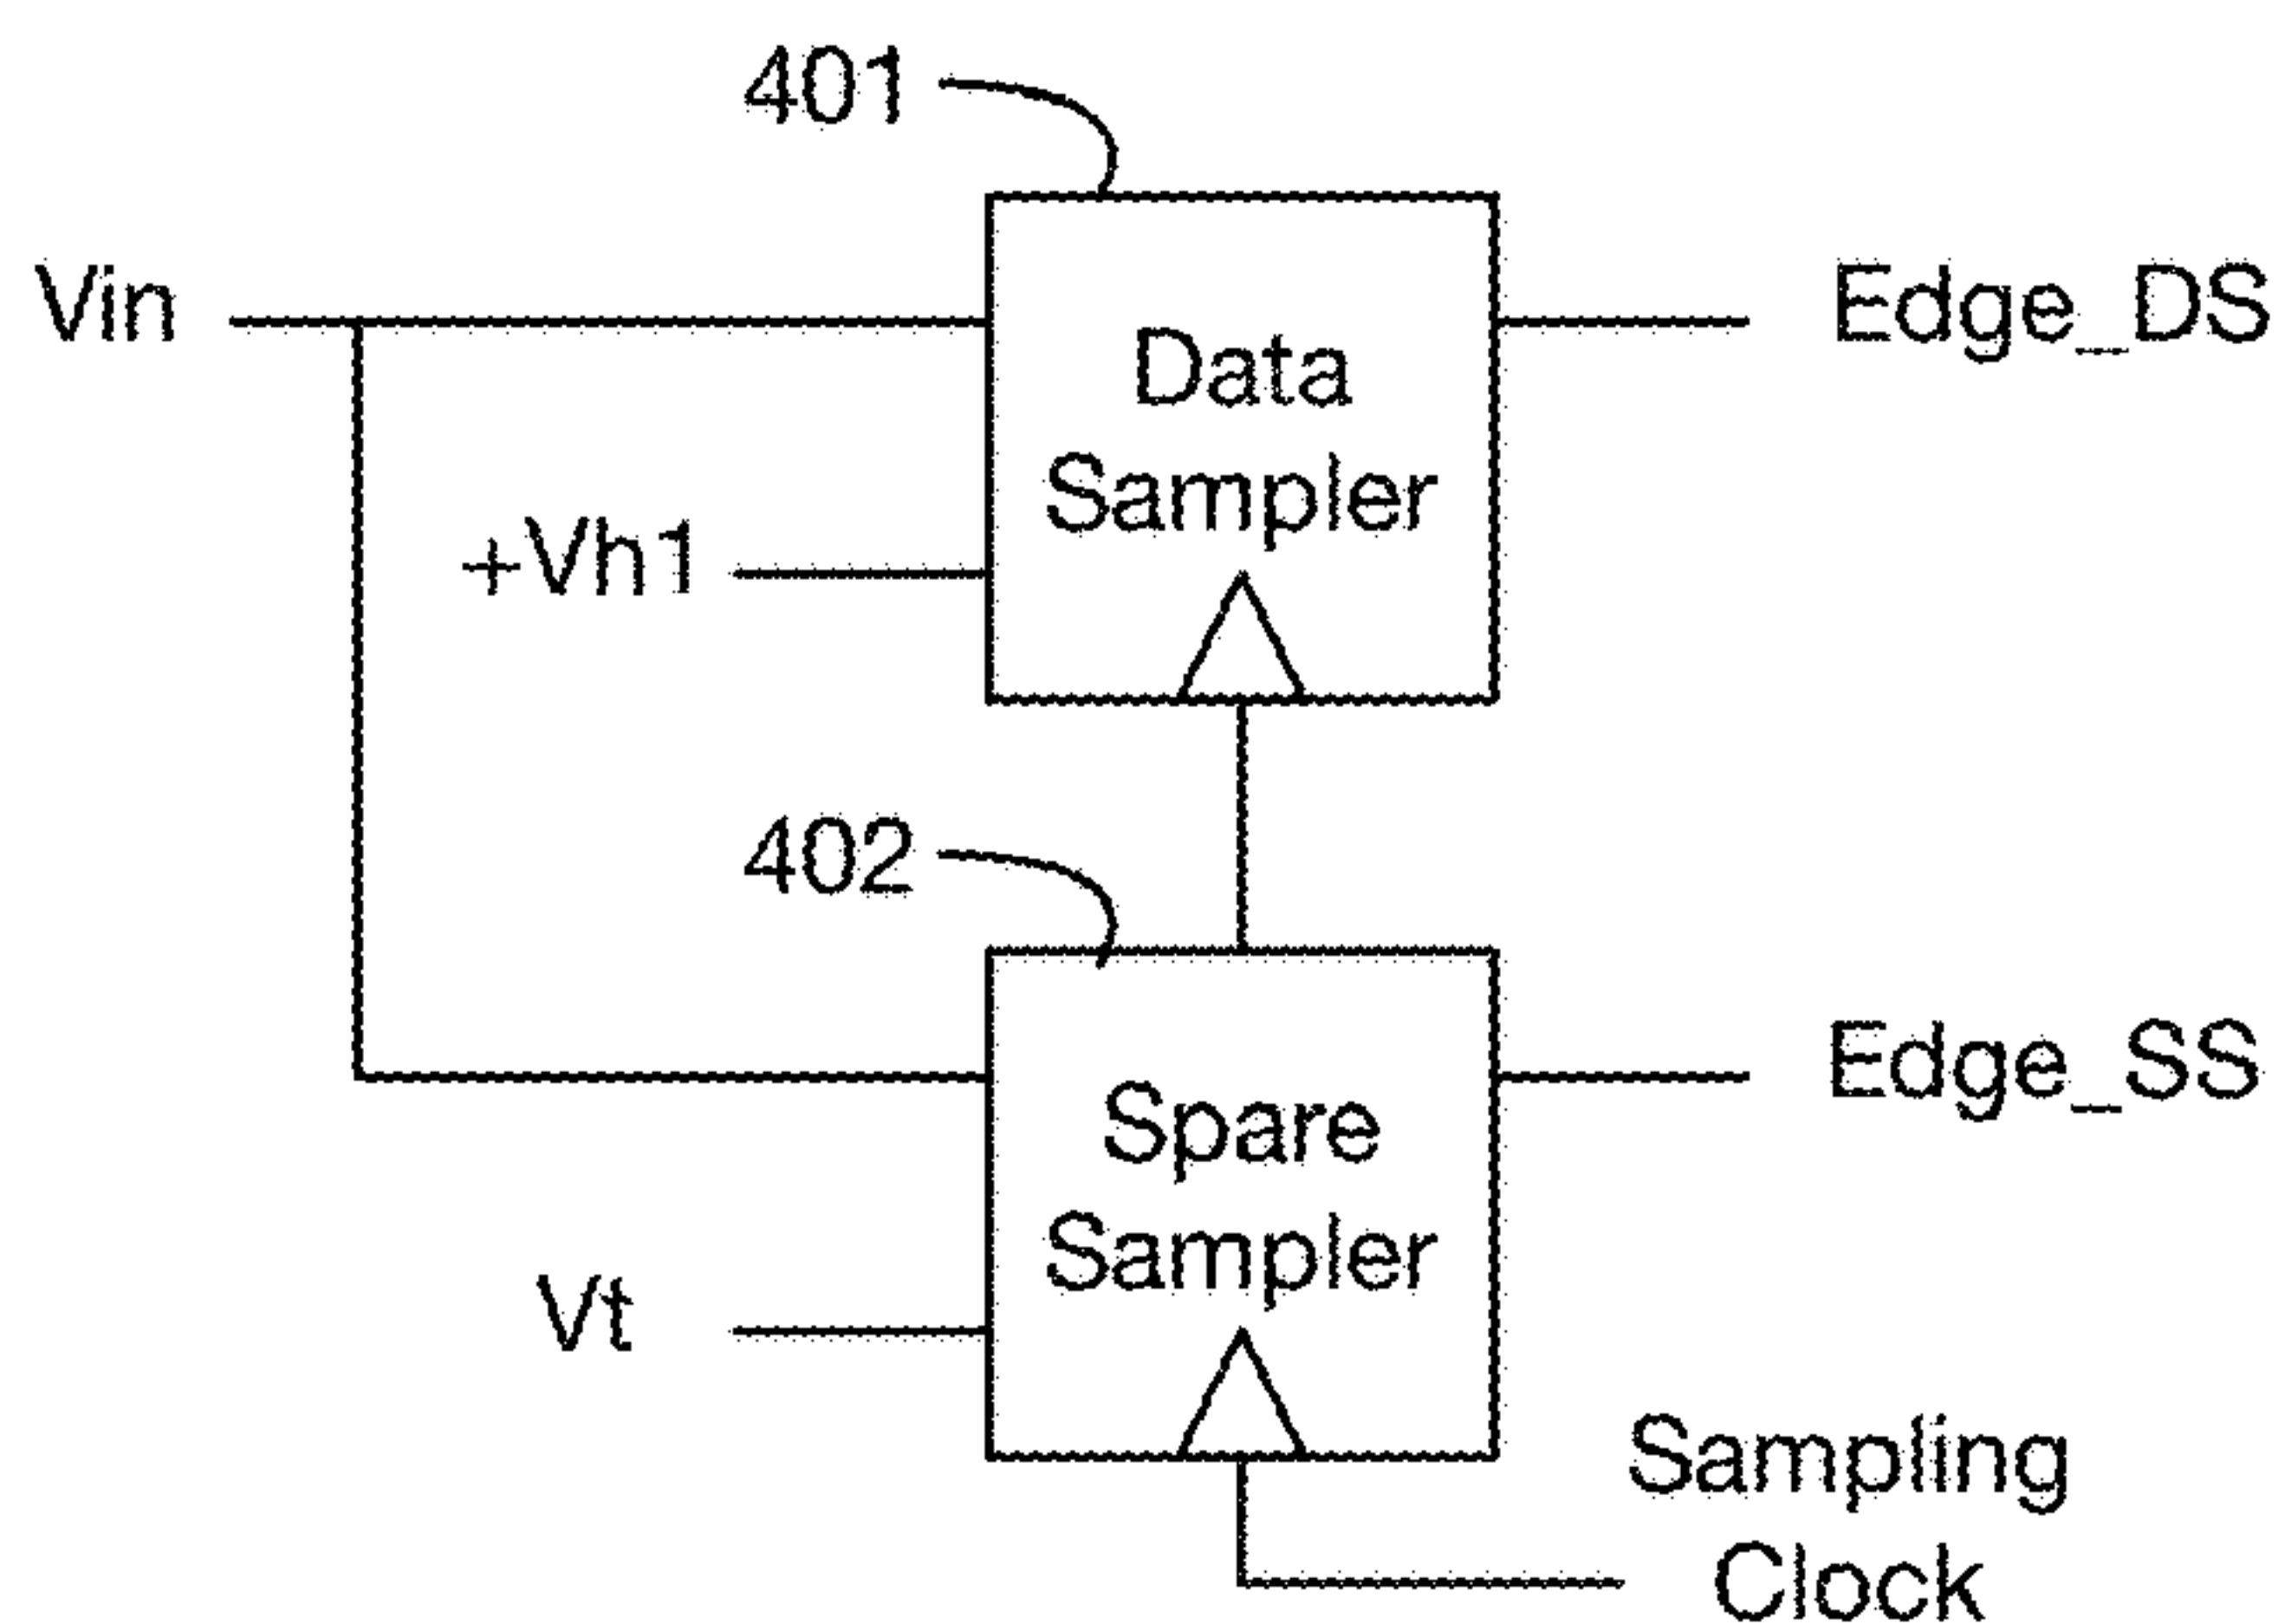 401
Vin
Edge_DS
Data
Sampler
+Vh1
402
Edge_SS
Spare
Sampler
Vt
Sampling
Clock